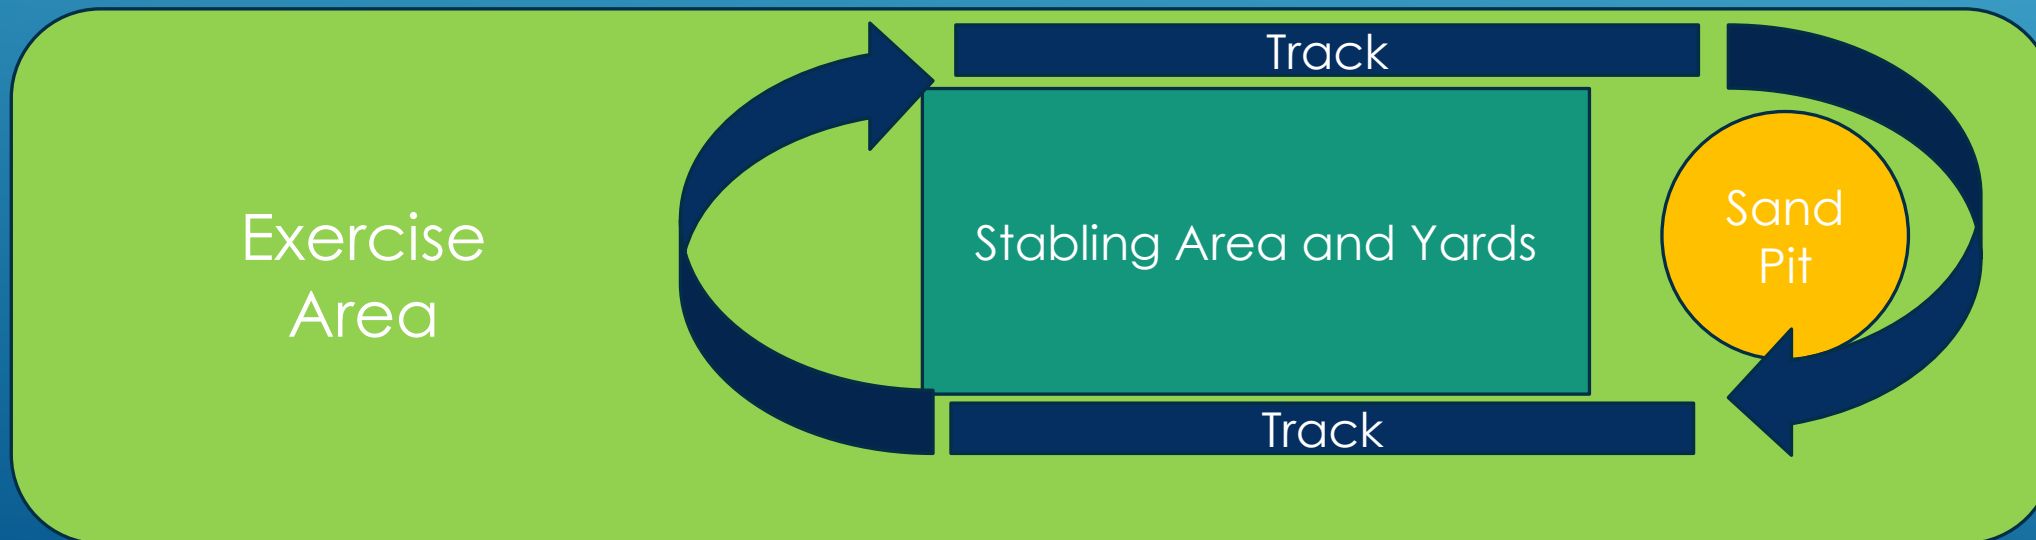 Track
Exercise
Area
Stabling Area and Yards
Sand
Pit
Track